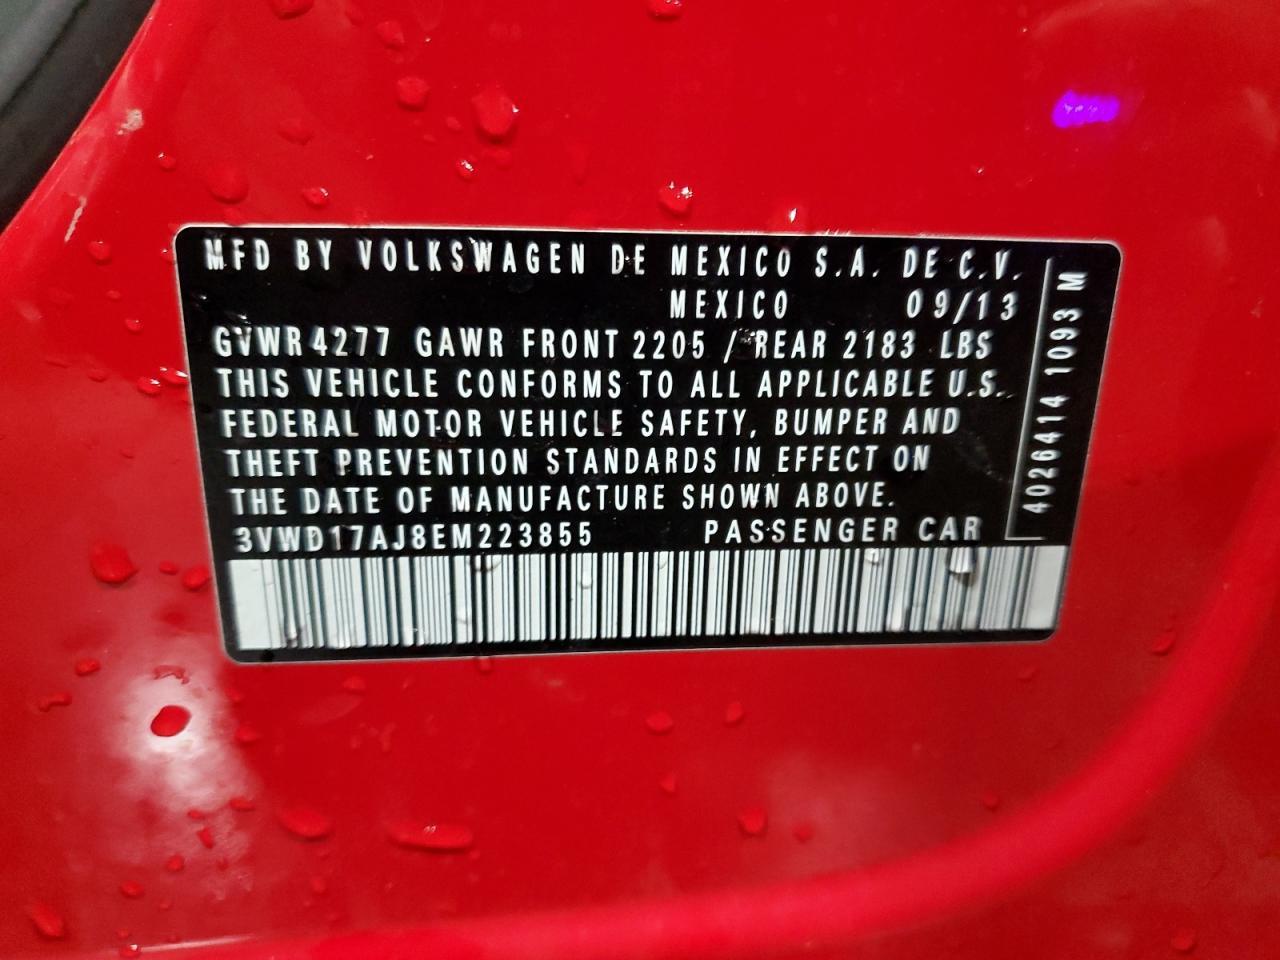 MFD BY VOLKSWAGEN DE MEXICO S.A. DE C.V.
MEXICO 09/13
GVWR 4277 GAWR FRONT 2205 / REAR 2183 LBS
THIS VEHICLE CONFORMS TO ALL APPLICABLE U.S.
FEDERAL MOTOR VEHICLE SAFETY, BUMPER AND
THEFT PREVENTION STANDARDS IN EFFECT ON
THE DATE OF MANUFACTURE SHOWN ABOVE.
3VWD17AJ8EM223855 PASSENGER CAR
4026414 1093 M